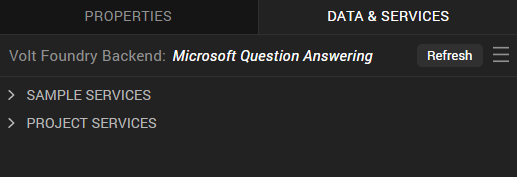 PROPERTIES DATA & SERVICES
Volt Foundry Backend: Microsoft Question Answering Refresh
SAMPLE SERVICES
PROJECT SERVICES